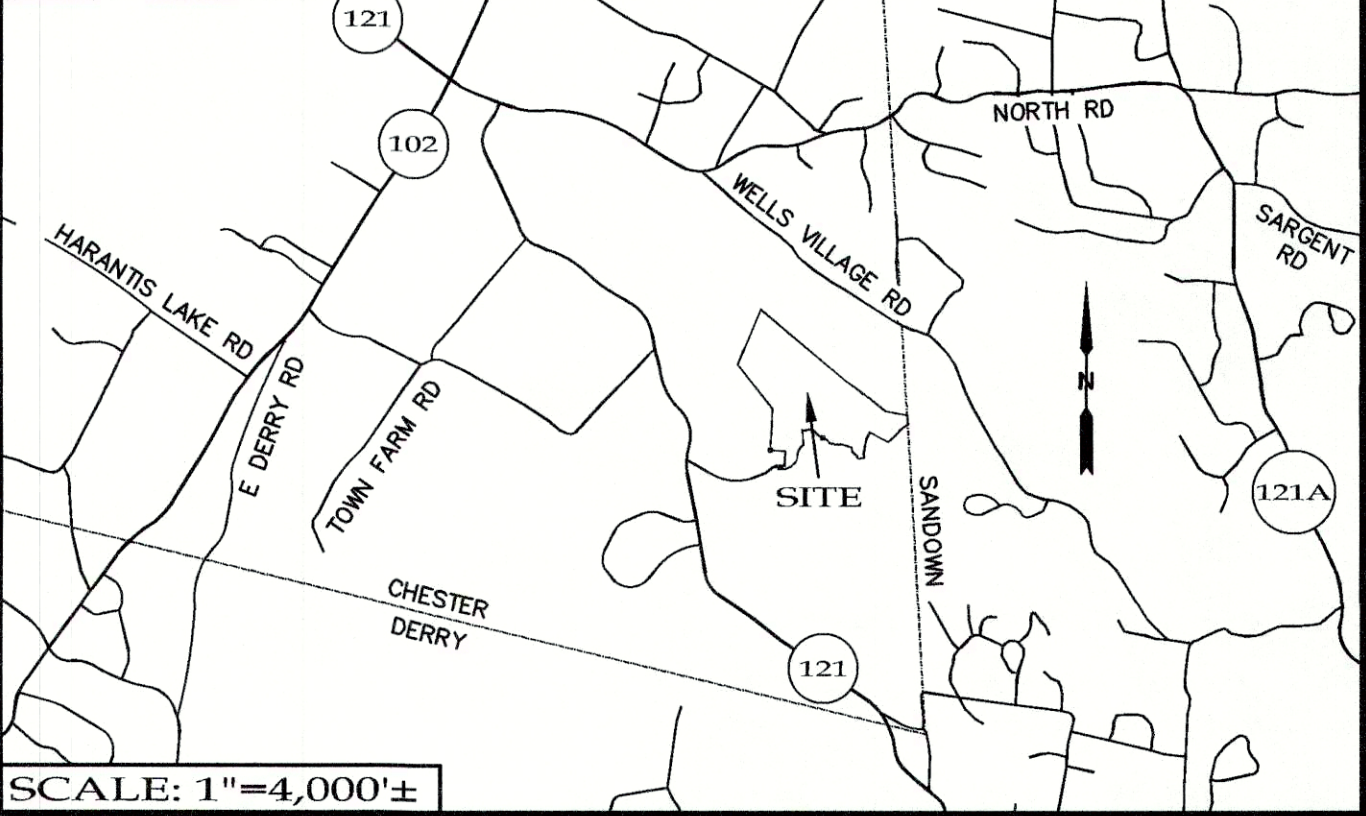 121
102
NORTH RD
WELLS VILLAGE RD
SARGENT
RD
HARANTIS LAKE RD
E DERRY RD
TOWN FARM RD
N
SITE
SANDOWN
121A
CHESTER
DERRY
121
SCALE: 1"=4,000'±